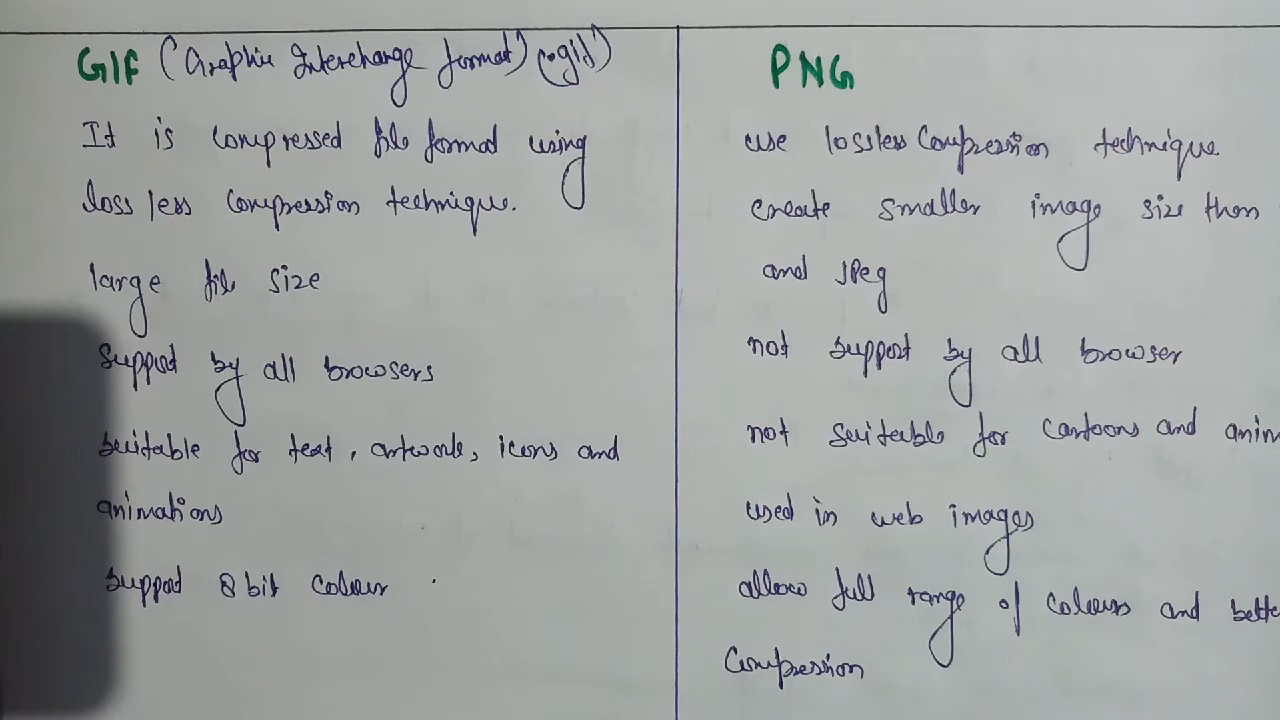 GIF (Graphic Interchange format) (.gif)
It is compressed file format using
loss less compression technique.
large file size
support by all browsers
suitable for text, artwork, icons and
animations
support 8 bit colour
PNG
use lossless Compression technique
create smaller image size then
and JPeg
not support by all browser
not suitable for cartoons and anim
used in web images
allow full range of colours and bette
Compression